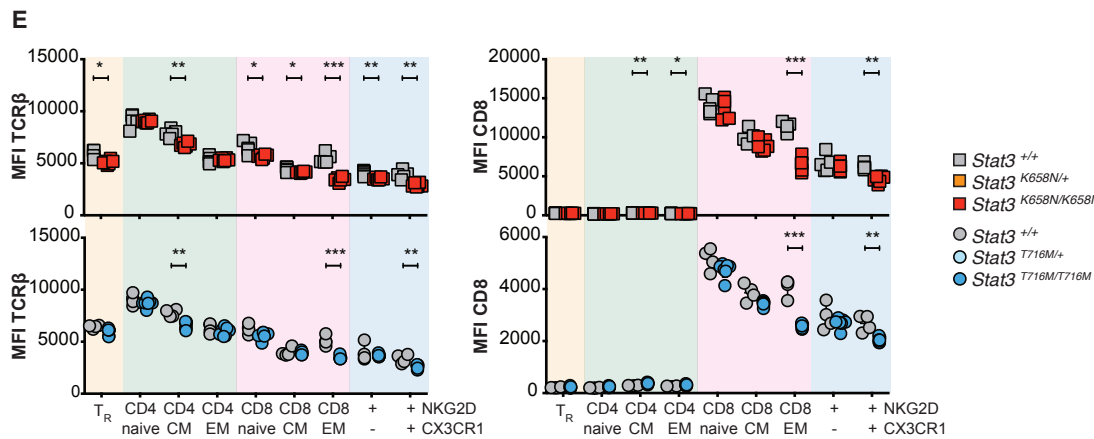 E
15000
10000
5000
0
MFI TCRβ
* ** * * *** ** **
20000
15000
10000
5000
0
MFI CD8
** * *** **
Stat3 +/+
Stat3 K658N/+
Stat3 K658N/K658I
Stat3 +/+
Stat3 T716M/+
Stat3 T716M/T716M
15000
10000
5000
0
MFI TCRβ
** *** **
6000
4000
2000
0
MFI CD8
*** **
TR CD4 CD4 CD4 CD8 CD8 CD8 + + NKG2D
naive CM EM naive CM EM - + CX3CR1
TR CD4 CD4 CD4 CD8 CD8 CD8 + + NKG2D
naive CM EM naive CM EM - + CX3CR1